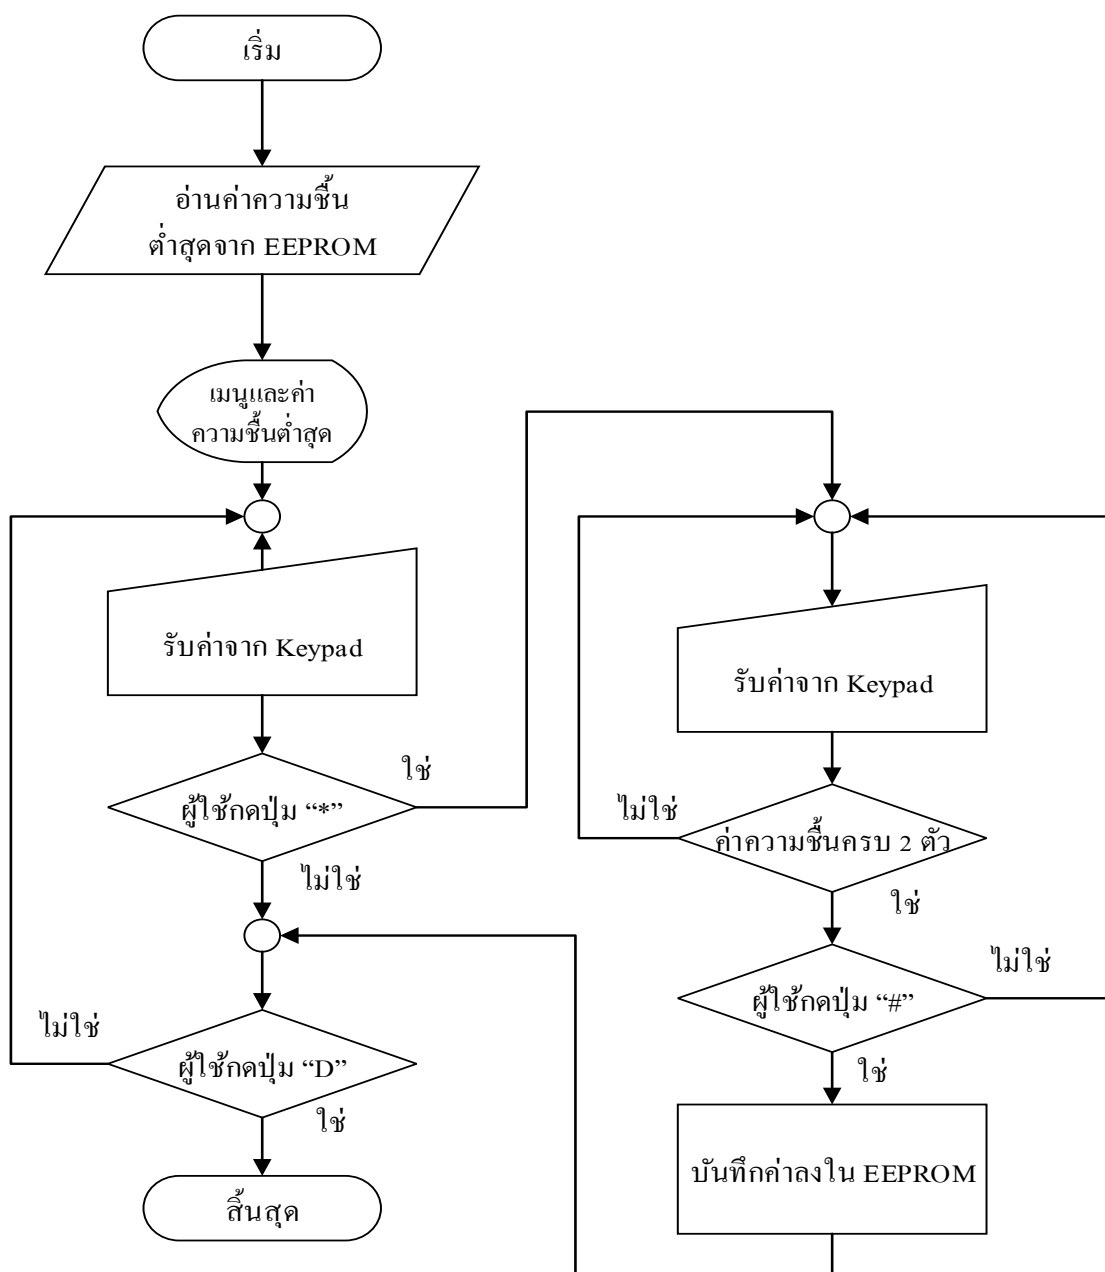 เริ่ม
อ่านค่าความชื้น
ต่ำสุดจาก EEPROM
เมนูและค่า
ความชื้นต่ำสุด
รับค่าจาก Keypad
ใช่
ผู้ใช้กดปุ่ม “*”
ไม่ใช่
ไม่ใช่
ผู้ใช้กดปุ่ม “D”
ใช่
สิ้นสุด
รับค่าจาก Keypad
ไม่ใช่
ค่าความชื้นครบ 2 ตัว
ใช่
ไม่ใช่
ผู้ใช้กดปุ่ม “#”
ใช่
บันทึกค่าลงใน EEPROM